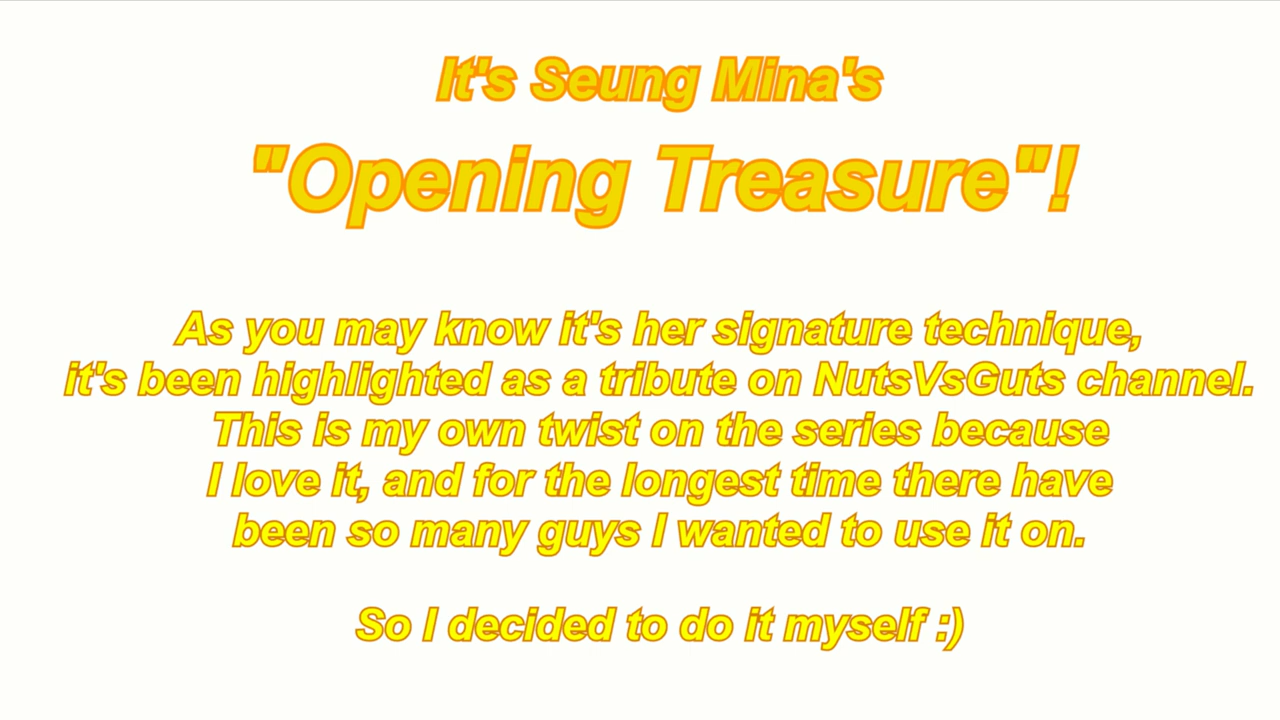 It's Seung Mina's
"Opening Treasure"!
As you may know it's her signature technique,
it's been highlighted as a tribute on NutsVsGuts channel.
This is my own twist on the series because
I love it, and for the longest time there have
been so many guys I wanted to use it on.
So I decided to do it myself :)